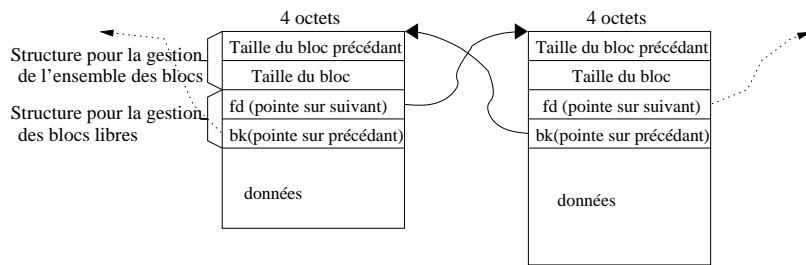 4 octets
4 octets
Structure pour la gestion
de l'ensemble des blocs
Structure pour la gestion
des blocs libres
Taille du bloc précédant
Taille du bloc
fd (pointe sur suivant)
bk(pointe sur précédant)
données
Taille du bloc précédant
Taille du bloc
fd (pointe sur suivant)
bk(pointe sur précédant)
données